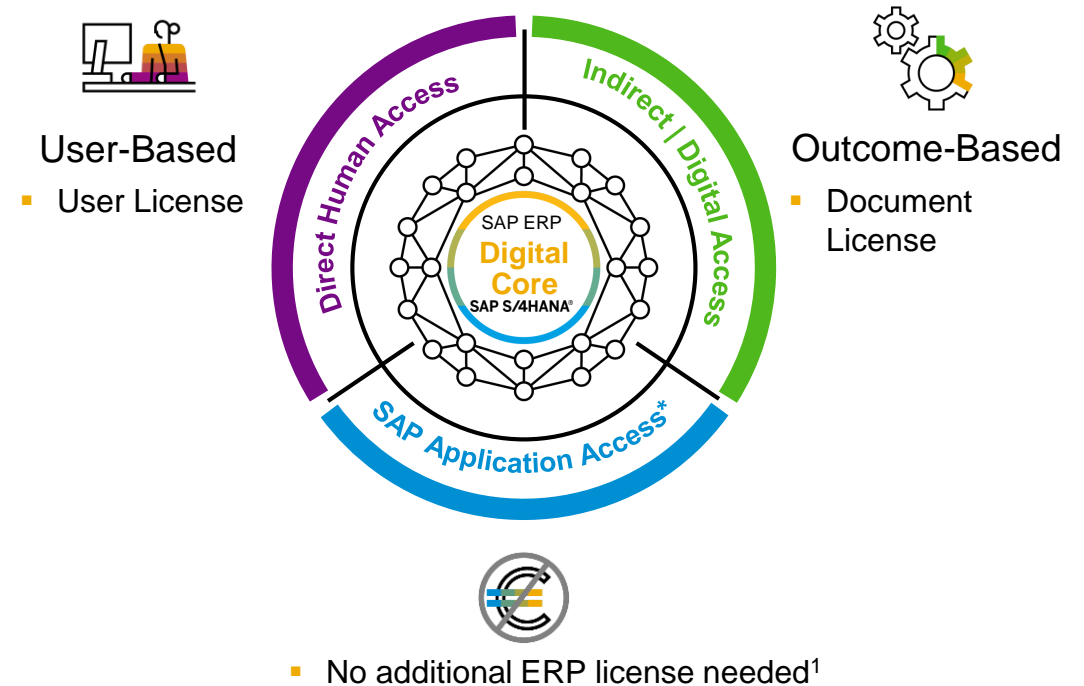 Direct Human Access
Indirect | Digital Access
User-Based
▪ User License
Outcome-Based
▪ Document
License
SAP ERP
Digital
Core
SAP S/4HANA®
SAP Application Access*
▪ No additional ERP license needed¹